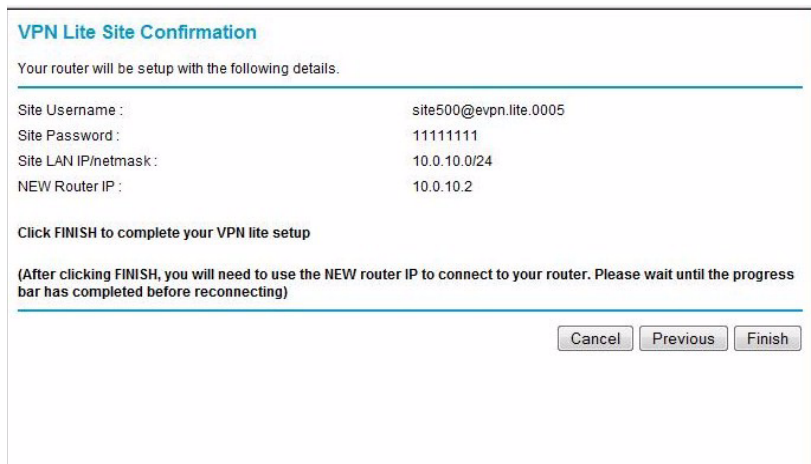 VPN Lite Site Confirmation
Your router will be setup with the following details.
Site Username : site500@evpn.lite.0005
Site Password : 11111111
Site LAN IP/netmask : 10.0.10.0/24
NEW Router IP : 10.0.10.2
Click FINISH to complete your VPN lite setup
(After clicking FINISH, you will need to use the NEW router IP to connect to your router. Please wait until the progress
bar has completed before reconnecting)
Cancel Previous Finish